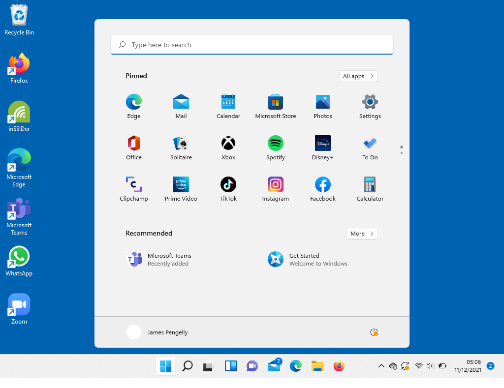 Recycle Bin
Firefox
inSSIDer
Microsoft
Edge
Microsoft
Teams
WhatsApp
Zoom
Type here to search
Pinned
All apps
Edge
Mail
Calendar
Microsoft Store
Photos
Settings
Office
Solitaire
Xbox
Spotify
Disney+
To Do
Clipchamp
Prime Video
TikTok
Instagram
Facebook
Calculator
Recommended
More
Microsoft Teams
Recently added
Get Started
Welcome to Windows
James Pengelly
05:06
11/12/2021
2